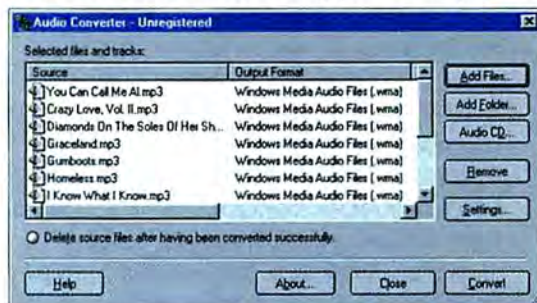 Audio Converter - Unregistered
Selected files and tracks:
Source Output Format
You Can Call Me Al.mp3 Windows Media Audio Files (.wma)
Crazy Love, Vol. II.mp3 Windows Media Audio Files (.wma)
Diamonds On The Soles Of Her Sh... Windows Media Audio Files (.wma)
Graceland.mp3 Windows Media Audio Files (.wma)
Gumboots.mp3 Windows Media Audio Files (.wma)
Homeless.mp3 Windows Media Audio Files (.wma)
I Know What I Know.mp3 Windows Media Audio Files (.wma)
Add Files...
Add Folder...
Audio CD...
Remove
Settings...
Delete source files after having been converted successfully.
Help About... Close Convert